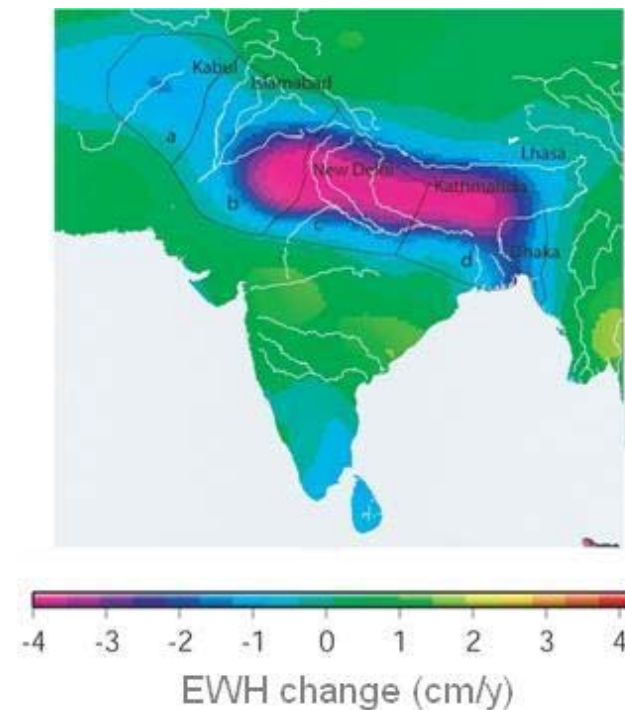 Kabul
Islamabad
a
Lhasa
New Delhi
Kathmandu
b
c
d
Dhaka
-4 -3 -2 -1 0 1 2 3 4
EWH change (cm/y)